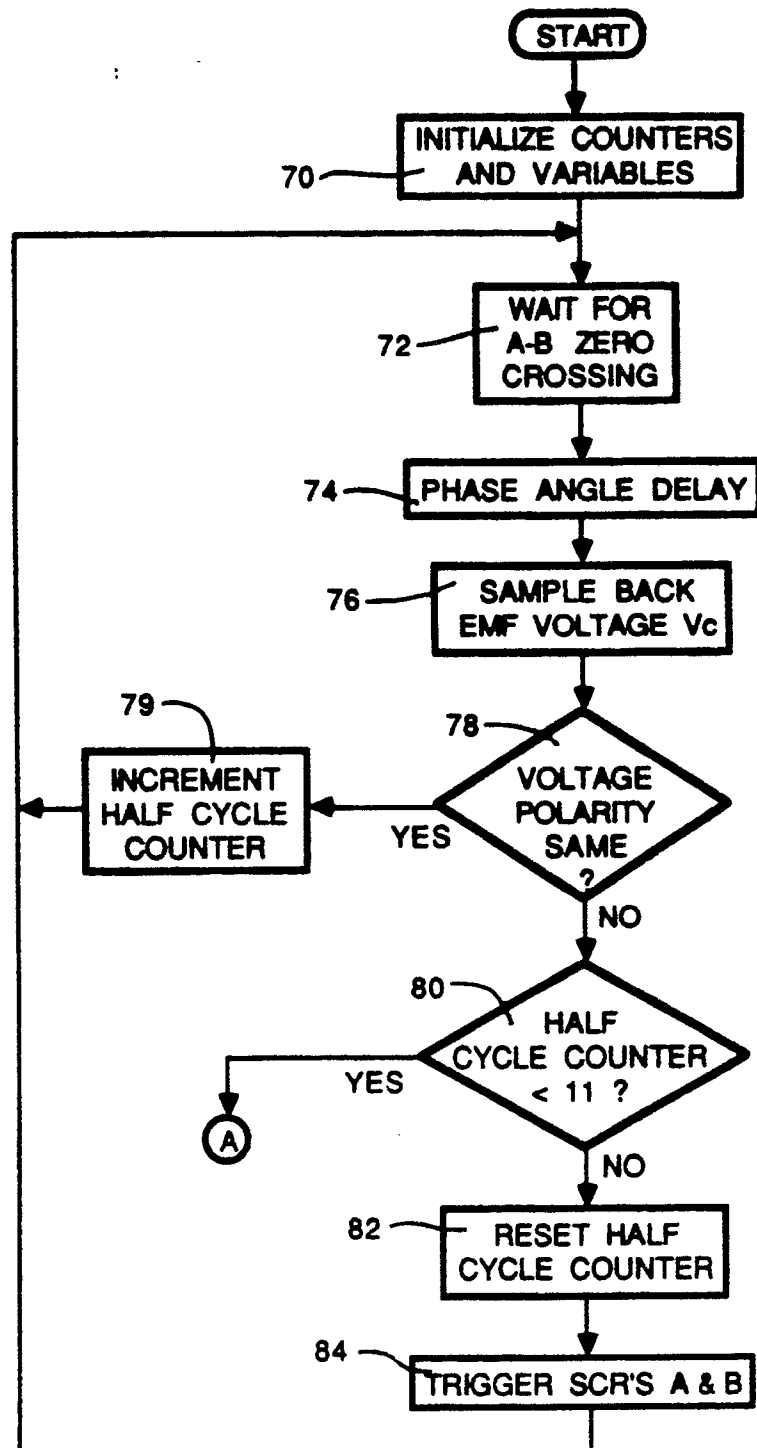 START
INITIALIZE COUNTERS
AND VARIABLES
70
WAIT FOR
A-B ZERO
CROSSING
72
74
PHASE ANGLE DELAY
76
SAMPLE BACK
EMF VOLTAGE Vc
79
INCREMENT
HALF CYCLE
COUNTER
78
VOLTAGE
POLARITY
SAME
?
YES
NO
80
HALF
CYCLE COUNTER
< 11 ?
YES
A
NO
82
RESET HALF
CYCLE COUNTER
84
TRIGGER SCR'S A & B